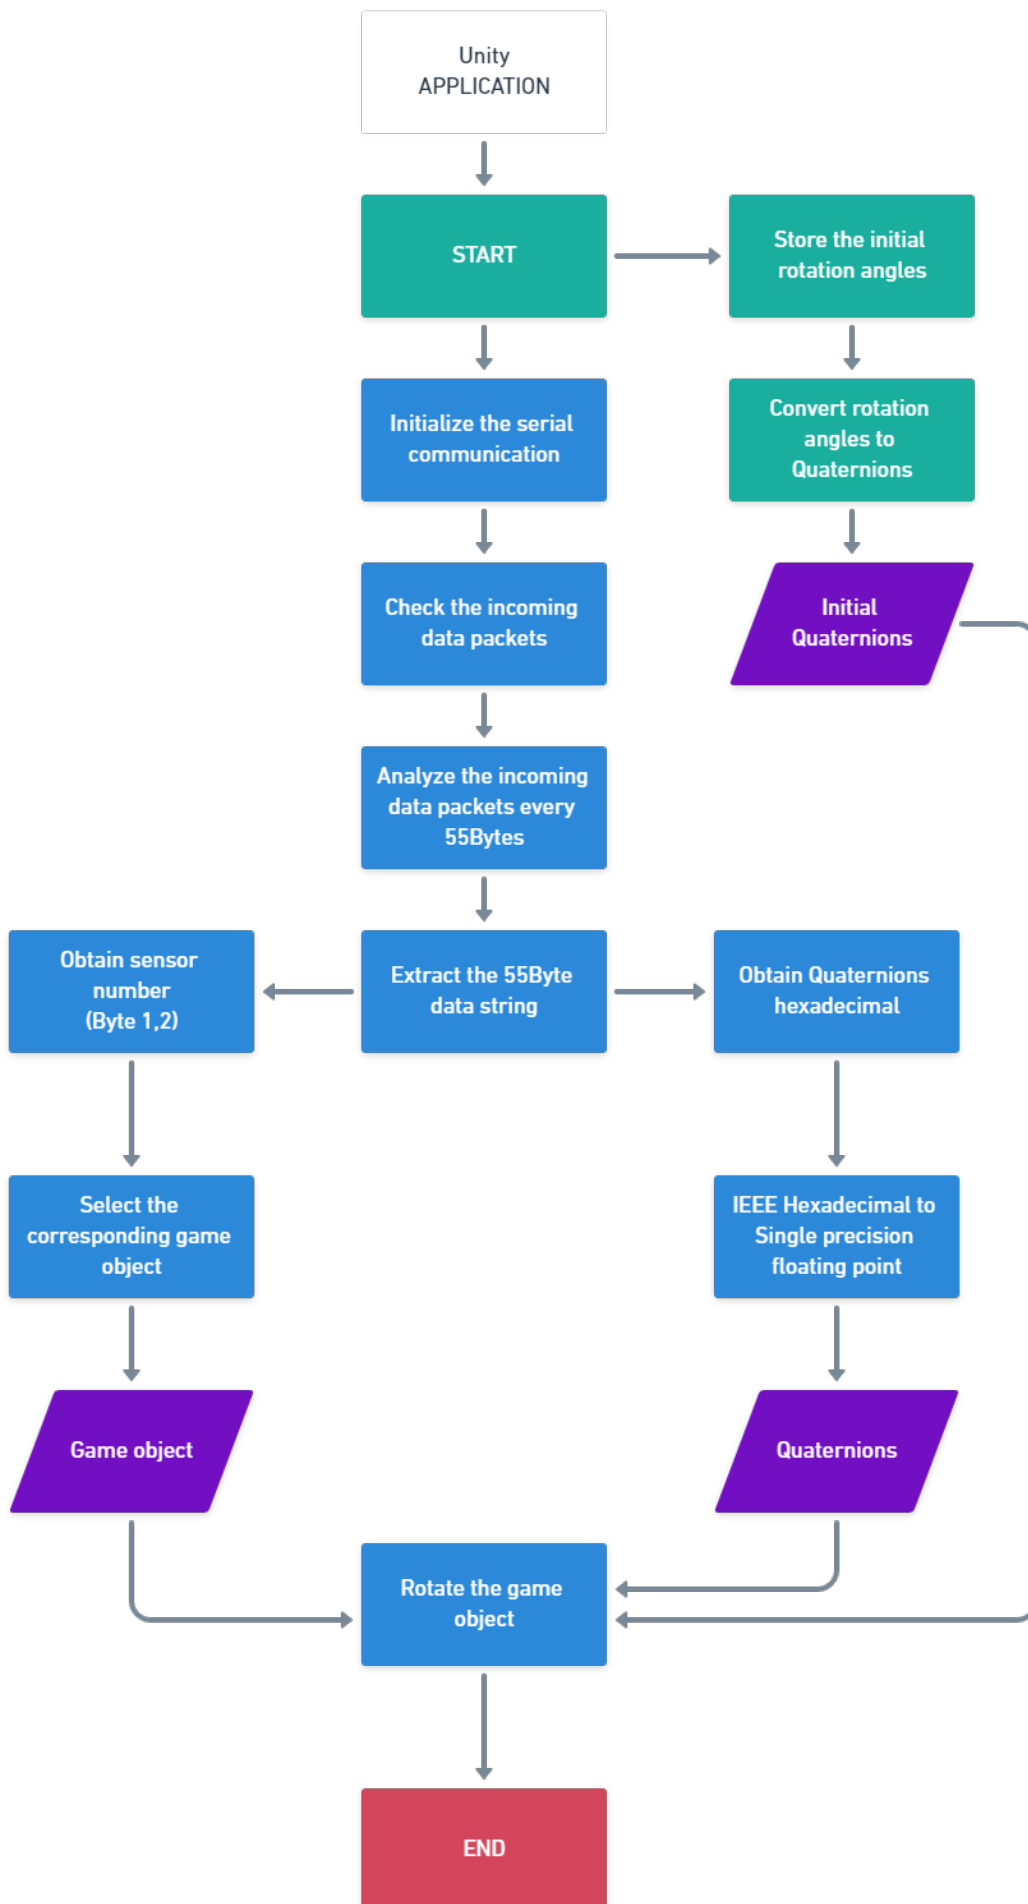 Unity
APPLICATION
START
Store the initial
rotation angles
Initialize the serial
communication
Convert rotation
angles to
Quaternions
Check the incoming
data packets
Initial
Quaternions
Analyze the incoming
data packets every
55Bytes
Obtain sensor
number
(Byte 1,2)
Extract the 55Byte
data string
Obtain Quaternions
hexadecimal
Select the
corresponding game
object
IEEE Hexadecimal to
Single precision
floating point
Game object
Quaternions
Rotate the game
object
END